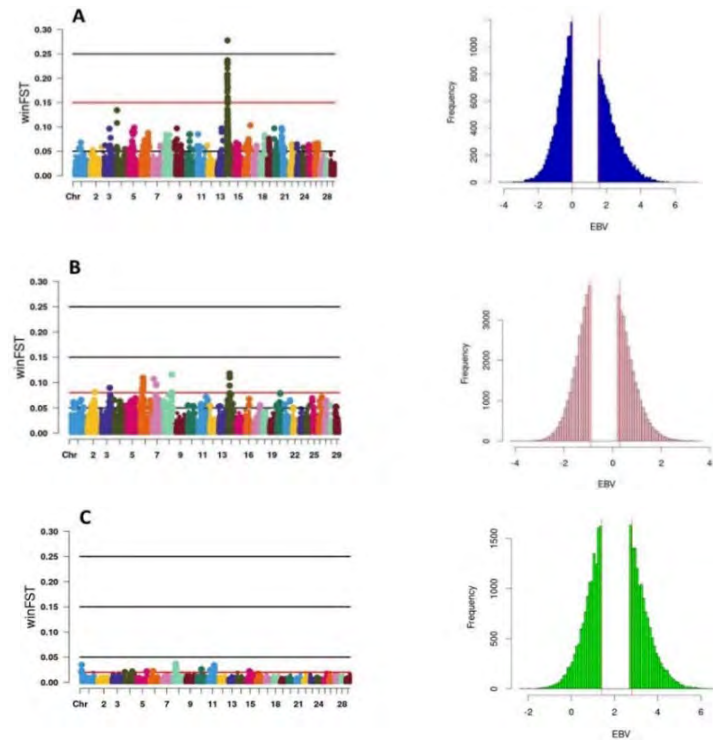 A
winFST
0.30
0.25
0.20
0.15
0.10
0.05
0.00
Chr 2 3 5 7 9 11 13 15 18 21 24 28
Frequency
0 200 400 600 800 1000
-4 -2 0 2 4 6
EBV
B
winFST
0.30
0.25
0.20
0.15
0.10
0.05
0.00
Chr 2 3 5 7 9 11 13 16 19 22 25 29
Frequency
0 1000 2000 3000
-4 -2 0 2 4
EBV
C
winFST
0.30
0.25
0.20
0.15
0.10
0.05
0.00
Chr 2 3 4 6 8 9 11 13 15 18 21 24 28
Frequency
0 500 1000 1500
-2 0 2 4 6
EBV